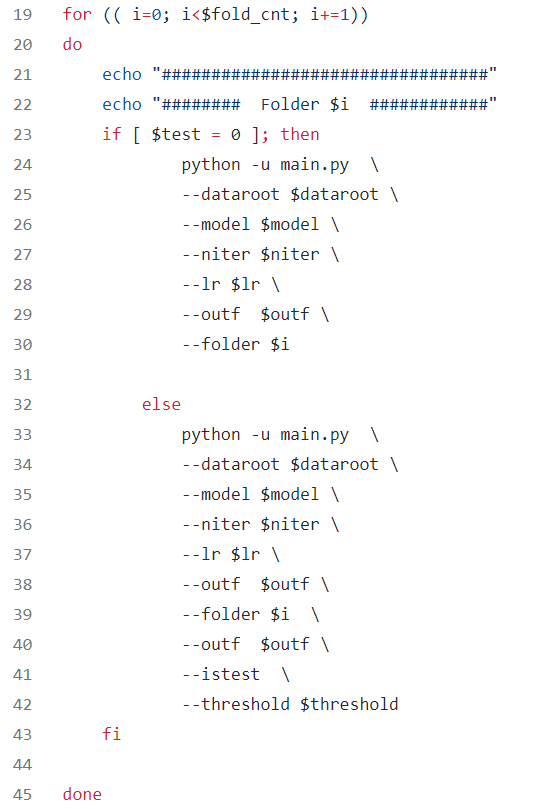 19 for (( i=0; i<$fold_cnt; i+=1))
20 do
21 echo "#################################"
22 echo "######## Folder $i ############"
23 if [ $test = 0 ]; then
24 python -u main.py \
25 --dataroot $dataroot \
26 --model $model \
27 --niter $niter \
28 --lr $lr \
29 --outf $outf \
30 --folder $i
31
32 else
33 python -u main.py \
34 --dataroot $dataroot \
35 --model $model \
36 --niter $niter \
37 --lr $lr \
38 --outf $outf \
39 --folder $i \
40 --outf $outf \
41 --istest \
42 --threshold $threshold
43 fi
44
45 done